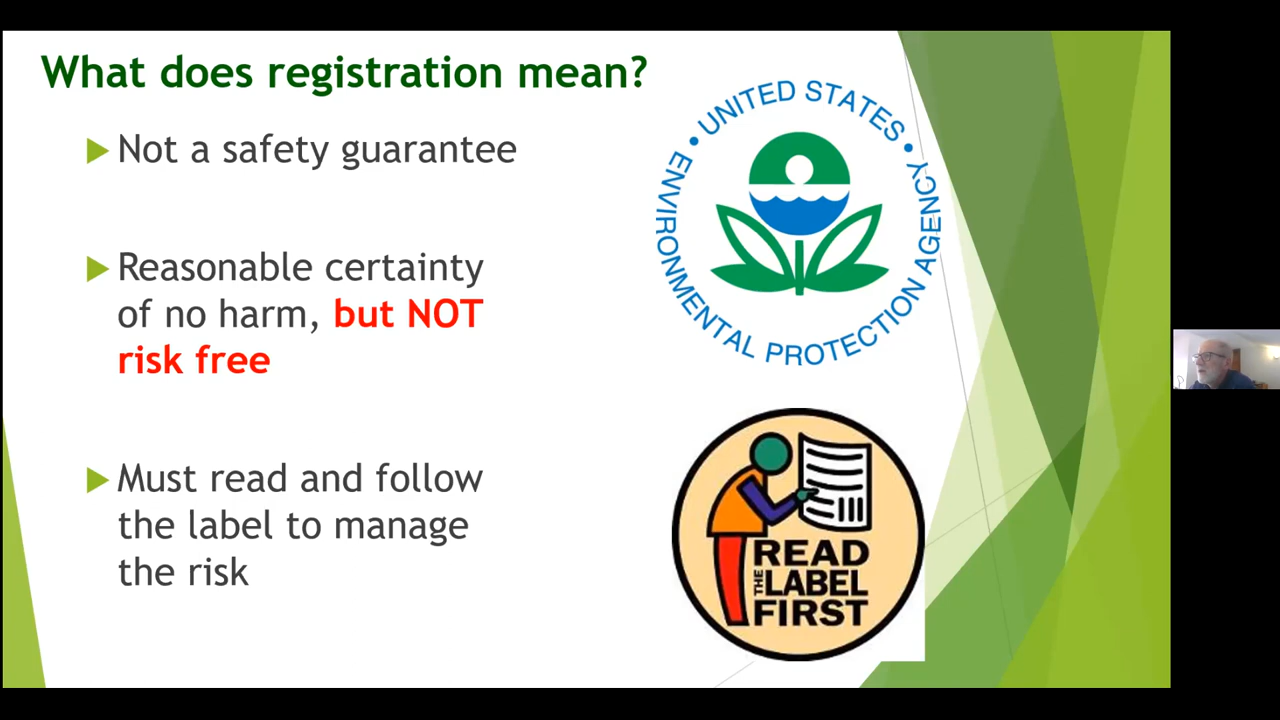 What does registration mean?
Not a safety guarantee
Reasonable certainty
of no harm, but NOT
risk free
Must read and follow
the label to manage
the risk
UNITED STATES
ENVIRONMENTAL PROTECTION AGENCY
READ
THE LABEL
FIRST